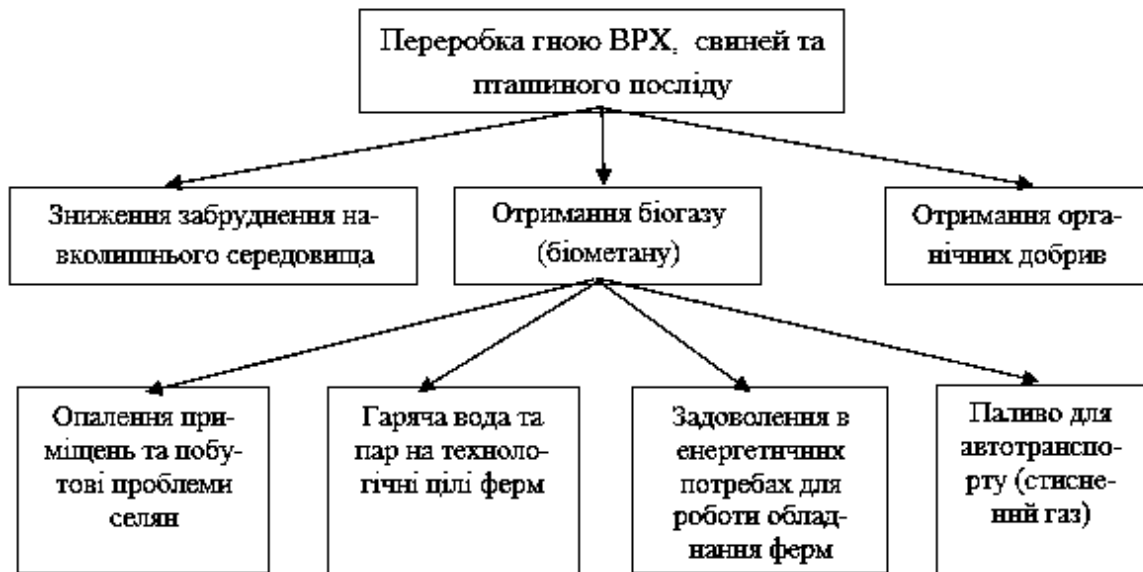 Переробка гною ВРХ, свиней та
пташиного посліду
Зниження забруднення на-
вколишнього середовища
Отримання біогазу
(біометану)
Отримання орга-
нічних добрив
Опалення при-
міщень та побу-
тові проблеми
селян
Гаряча вода та
пар на техноло-
гічні цілі ферм
Задоволення в
енергетичних
потребах для
роботи облад-
нання ферм
Паливо для
автотранспо-
рту (стисне-
ний газ)